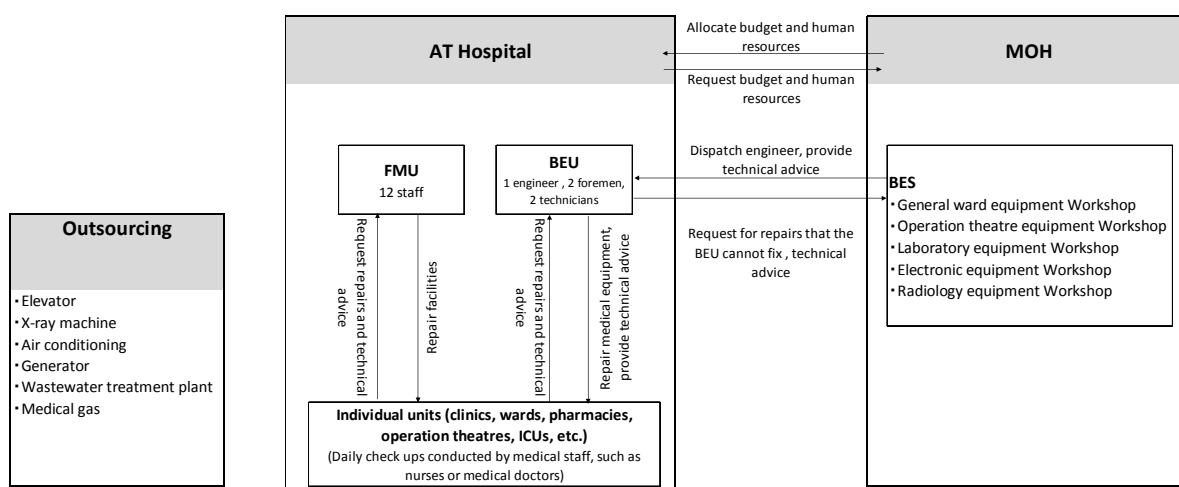 Outsourcing
・Elevator
・X-ray machine
・Air conditioning
・Generator
・Wastewater treatment plant
・Medical gas
AT Hospital
FMU
12 staff
BEU
1 engineer , 2 foremen,
2 technicians
Request repairs and technical
advice
Repair facilities
Request repairs and technical
advice
Repair medical equipment,
provide technical advice
Individual units (clinics, wards, pharmacies,
operation theatres, ICUs, etc.)
(Daily check ups conducted by medical staff, such as
nurses or medical doctors)
Allocate budget and human
resources
Request budget and human
resources
Dispatch engineer, provide
technical advice
Request for repairs that the
BEU cannot fix , technical
advice
MOH
BES
・General ward equipment Workshop
・Operation theatre equipment Workshop
・Laboratory equipment Workshop
・Electronic equipment Workshop
・Radiology equipment Workshop